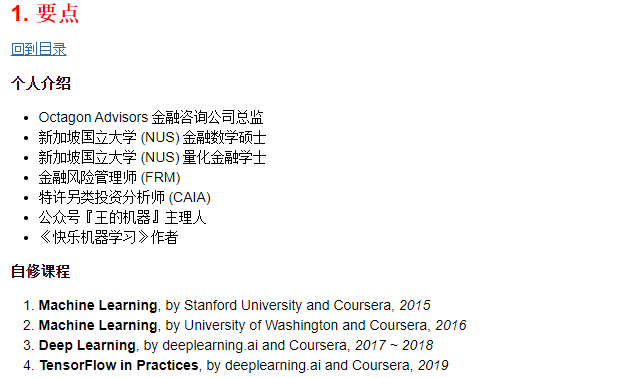 1. 要点
回到目录
个人介绍
• Octagon Advisors 金融咨询公司总监
• 新加坡国立大学 (NUS) 金融数学硕士
• 新加坡国立大学 (NUS) 量化金融学士
• 金融风险管理师 (FRM)
• 特许另类投资分析师 (CAIA)
• 公众号『王的机器』主理人
• 《快乐机器学习》作者
自修课程
1. Machine Learning, by Stanford University and Coursera, 2015
2. Machine Learning, by University of Washington and Coursera, 2016
3. Deep Learning, by deeplearning.ai and Coursera, 2017 ~ 2018
4. TensorFlow in Practices, by deeplearning.ai and Coursera, 2019